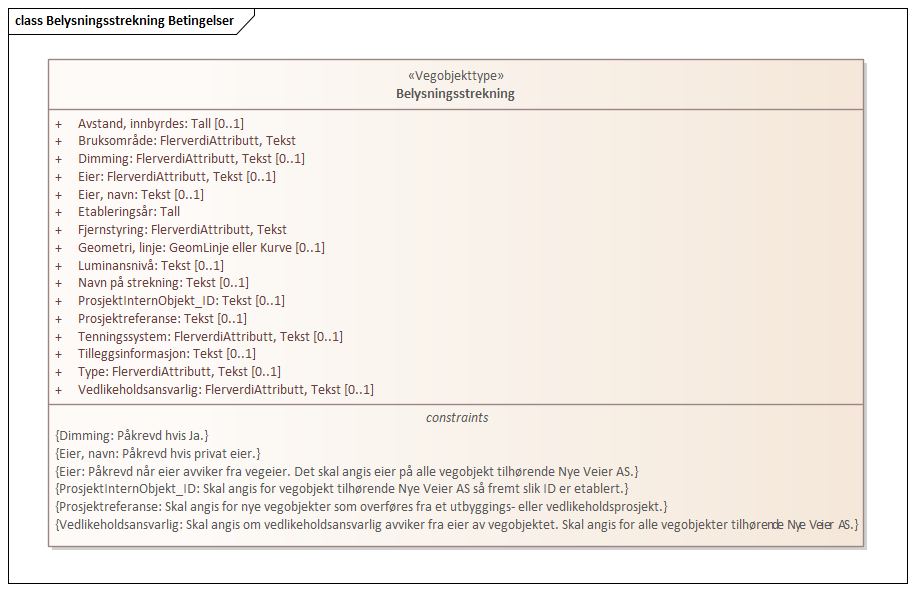 class Belysningsstrekning Betingelser
«Vegobjekttype»
Belysningsstrekning
+ Avstand, innbyrdes: Tall [0..1]
+ Bruksområde: FlerverdiAttributt, Tekst
+ Dimming: FlerverdiAttributt, Tekst [0..1]
+ Eier: FlerverdiAttributt, Tekst [0..1]
+ Eier, navn: Tekst [0..1]
+ Etableringsår: Tall
+ Fjernstyring: FlerverdiAttributt, Tekst
+ Geometri, linje: GeomLinje eller Kurve [0..1]
+ Luminansnivå: Tekst [0..1]
+ Navn på strekning: Tekst [0..1]
+ ProsjektInternObjekt_ID: Tekst [0..1]
+ Prosjektreferanse: Tekst [0..1]
+ Tenningssystem: FlerverdiAttributt, Tekst [0..1]
+ Tilleggsinformasjon: Tekst [0..1]
+ Type: FlerverdiAttributt, Tekst [0..1]
+ Vedlikeholdsansvarlig: FlerverdiAttributt, Tekst [0..1]
constraints
{Dimming: Påkrevd hvis Ja.}
{Eier, navn: Påkrevd hvis privat eier.}
{Eier: Påkrevd når eier avviker fra vegeier. Det skal angis eier på alle vegobjekt tilhørende Nye Veier AS.}
{ProsjektInternObjekt_ID: Skal angis for vegobjekt tilhørende Nye Veier AS så fremt slik ID er etablert.}
{Prosjektreferanse: Skal angis for nye vegobjekter som overføres fra et utbyggings- eller vedlikeholdsprosjekt.}
{Vedlikeholdsansvarlig: Skal angis om vedlikeholdsansvarlig avviker fra eier av vegobjektet. Skal angis for alle vegobjekter tilhørende Nye Veier AS.}